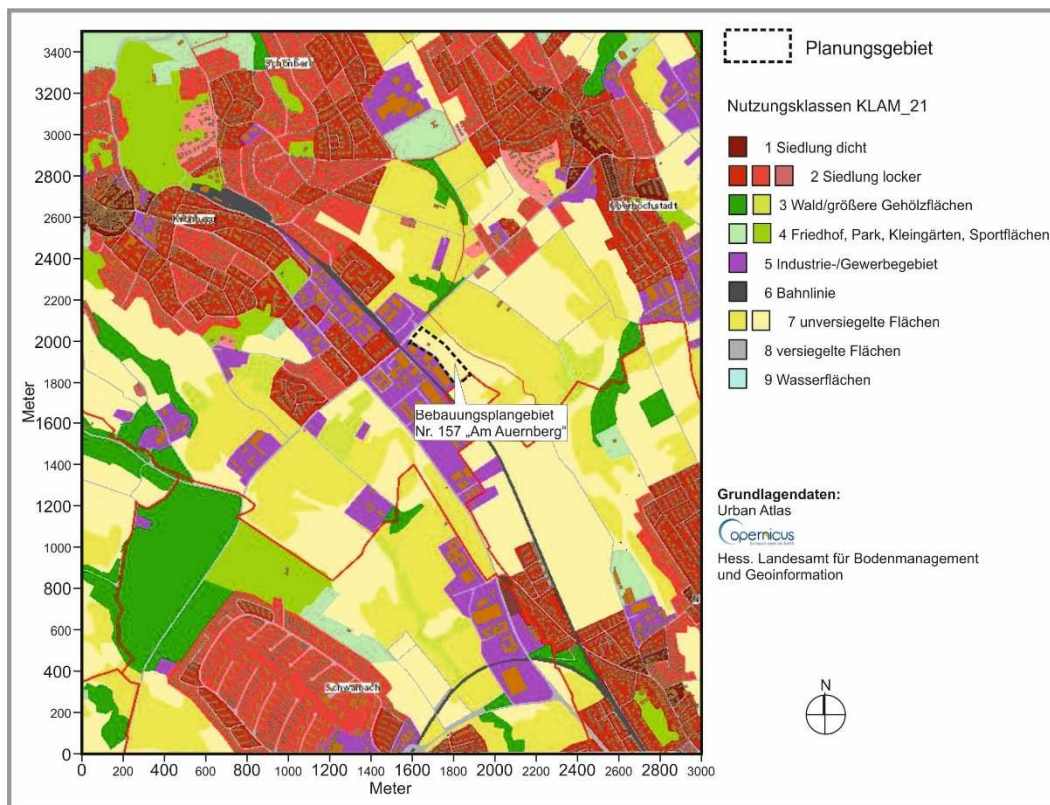 Planungsgebiet
Nutzungsklassen KLAM_21
1 Siedlung dicht
2 Siedlung locker
3 Wald/größere Gehölzflächen
4 Friedhof, Park, Kleingärten, Sportflächen
5 Industrie-/Gewerbegebiet
6 Bahnlinie
7 unversiegelte Flächen
8 versiegelte Flächen
9 Wasserflächen
Grundlagendaten:
Urban Atlas
opernicus
Hess. Landesamt für Bodenmanagement
und Geoinformation
N
Schönberg
Kronberg
Oberhöchstadt
Schwalbach
Bebauungsplangebiet
Nr. 157 „Am Auernberg“
Meter
3400
3200
3000
2800
2600
2400
2200
2000
1800
1600
1400
1200
1000
800
600
400
200
0
0 200 400 600 800 1000 1200 1400 1600 1800 2000 2200 2400 2600 2800 3000
Meter